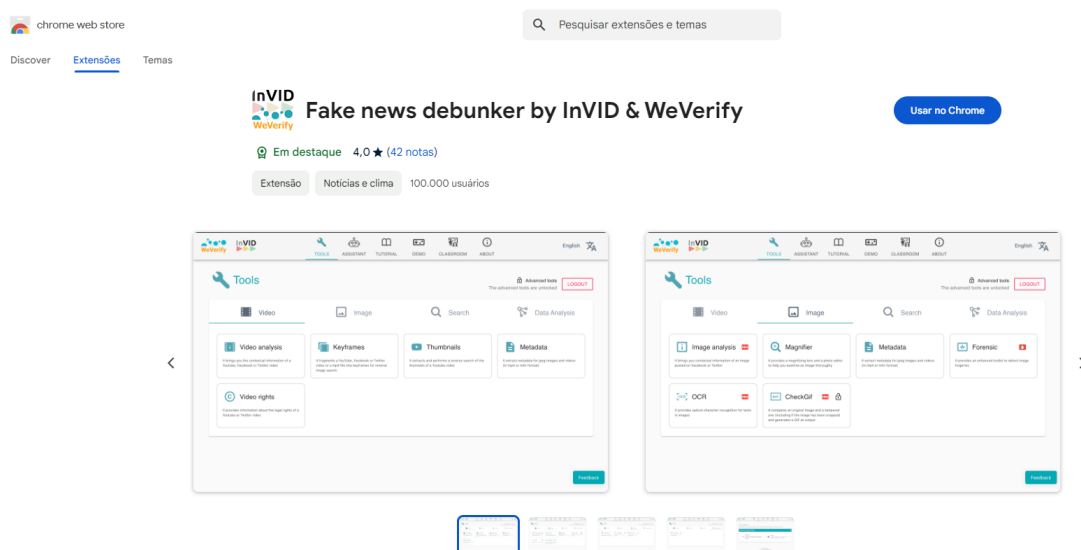 chrome web store
Pesquisar extensões e temas
Discover
Extensões
Temas
InVID
WeVerify
Fake news debunker by InVID & WeVerify
Usar no Chrome
Em destaque 4,0 ★ (42 notas)
Extensão
Notícias e clima
100.000 usuários
WeVerify
InVID
TOOLS
ASSISTANT
TUTORIAL
DEMO
CLASSROOM
ABOUT
English
Tools
Advanced tools
The advanced tools are unlocked
LOGOUT
Video
Image
Search
Data Analysis
Video analysis
Keyframes
Thumbnails
Metadata
Video rights
Feedback
WeVerify
InVID
TOOLS
ASSISTANT
TUTORIAL
DEMO
CLASSROOM
ABOUT
English
Tools
Advanced tools
The advanced tools are unlocked
LOGOUT
Video
Image
Search
Data Analysis
Image analysis
Magnifier
Metadata
Forensic
OCR
CheckGif
Feedback